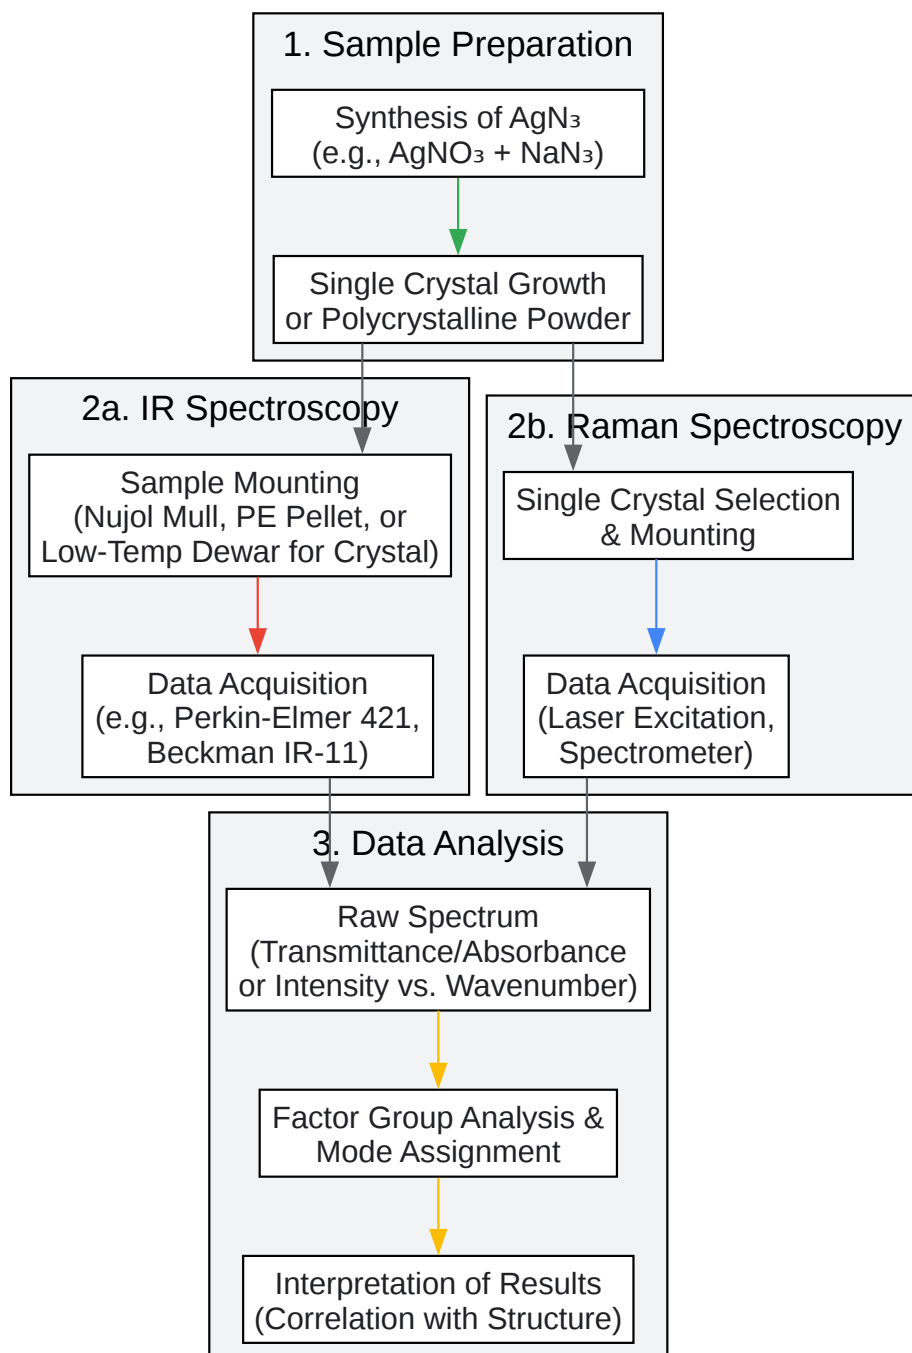 1. Sample Preparation
Synthesis of AgN₃
(e.g., AgNO₃ + NaN₃)
Single Crystal Growth
or Polycrystalline Powder
2a. IR Spectroscopy
Sample Mounting
(Nujol Mull, PE Pellet, or
Low-Temp Dewar for Crystal)
Data Acquisition
(e.g., Perkin-Elmer 421,
Beckman IR-11)
2b. Raman Spectroscopy
Single Crystal Selection
& Mounting
Data Acquisition
(Laser Excitation,
Spectrometer)
3. Data Analysis
Raw Spectrum
(Transmittance/Absorbance
or Intensity vs. Wavenumber)
Factor Group Analysis &
Mode Assignment
Interpretation of Results
(Correlation with Structure)